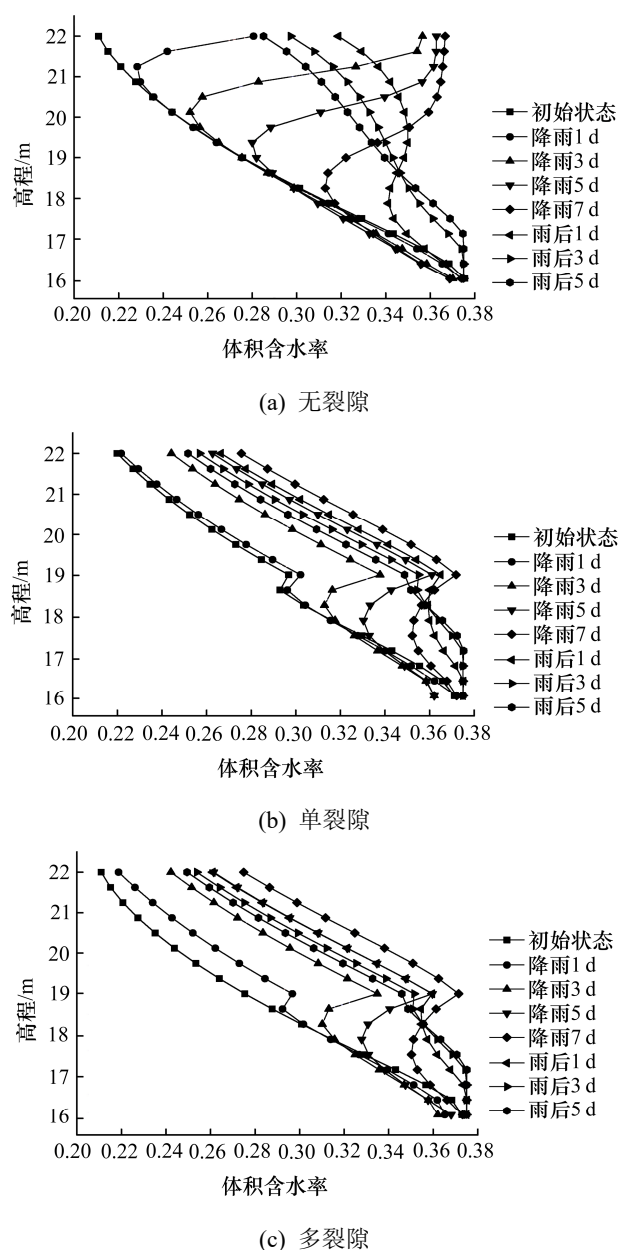 22
21
20
19
18
17
16
高程/m
0.20 0.22 0.24 0.26 0.28 0.30 0.32 0.34 0.36 0.38
体积含水率
初始状态
降雨1 d
降雨3 d
降雨5 d
降雨7 d
雨后1 d
雨后3 d
雨后5 d
(a) 无裂隙
22
21
20
19
18
17
16
高程/m
0.20 0.22 0.24 0.26 0.28 0.30 0.32 0.34 0.36 0.38
体积含水率
初始状态
降雨1 d
降雨3 d
降雨5 d
降雨7 d
雨后1 d
雨后3 d
雨后5 d
(b) 单裂隙
22
21
20
19
18
17
16
高程/m
0.20 0.22 0.24 0.26 0.28 0.30 0.32 0.34 0.36 0.38
体积含水率
初始状态
降雨1 d
降雨3 d
降雨5 d
降雨7 d
雨后1 d
雨后3 d
雨后5 d
(c) 多裂隙